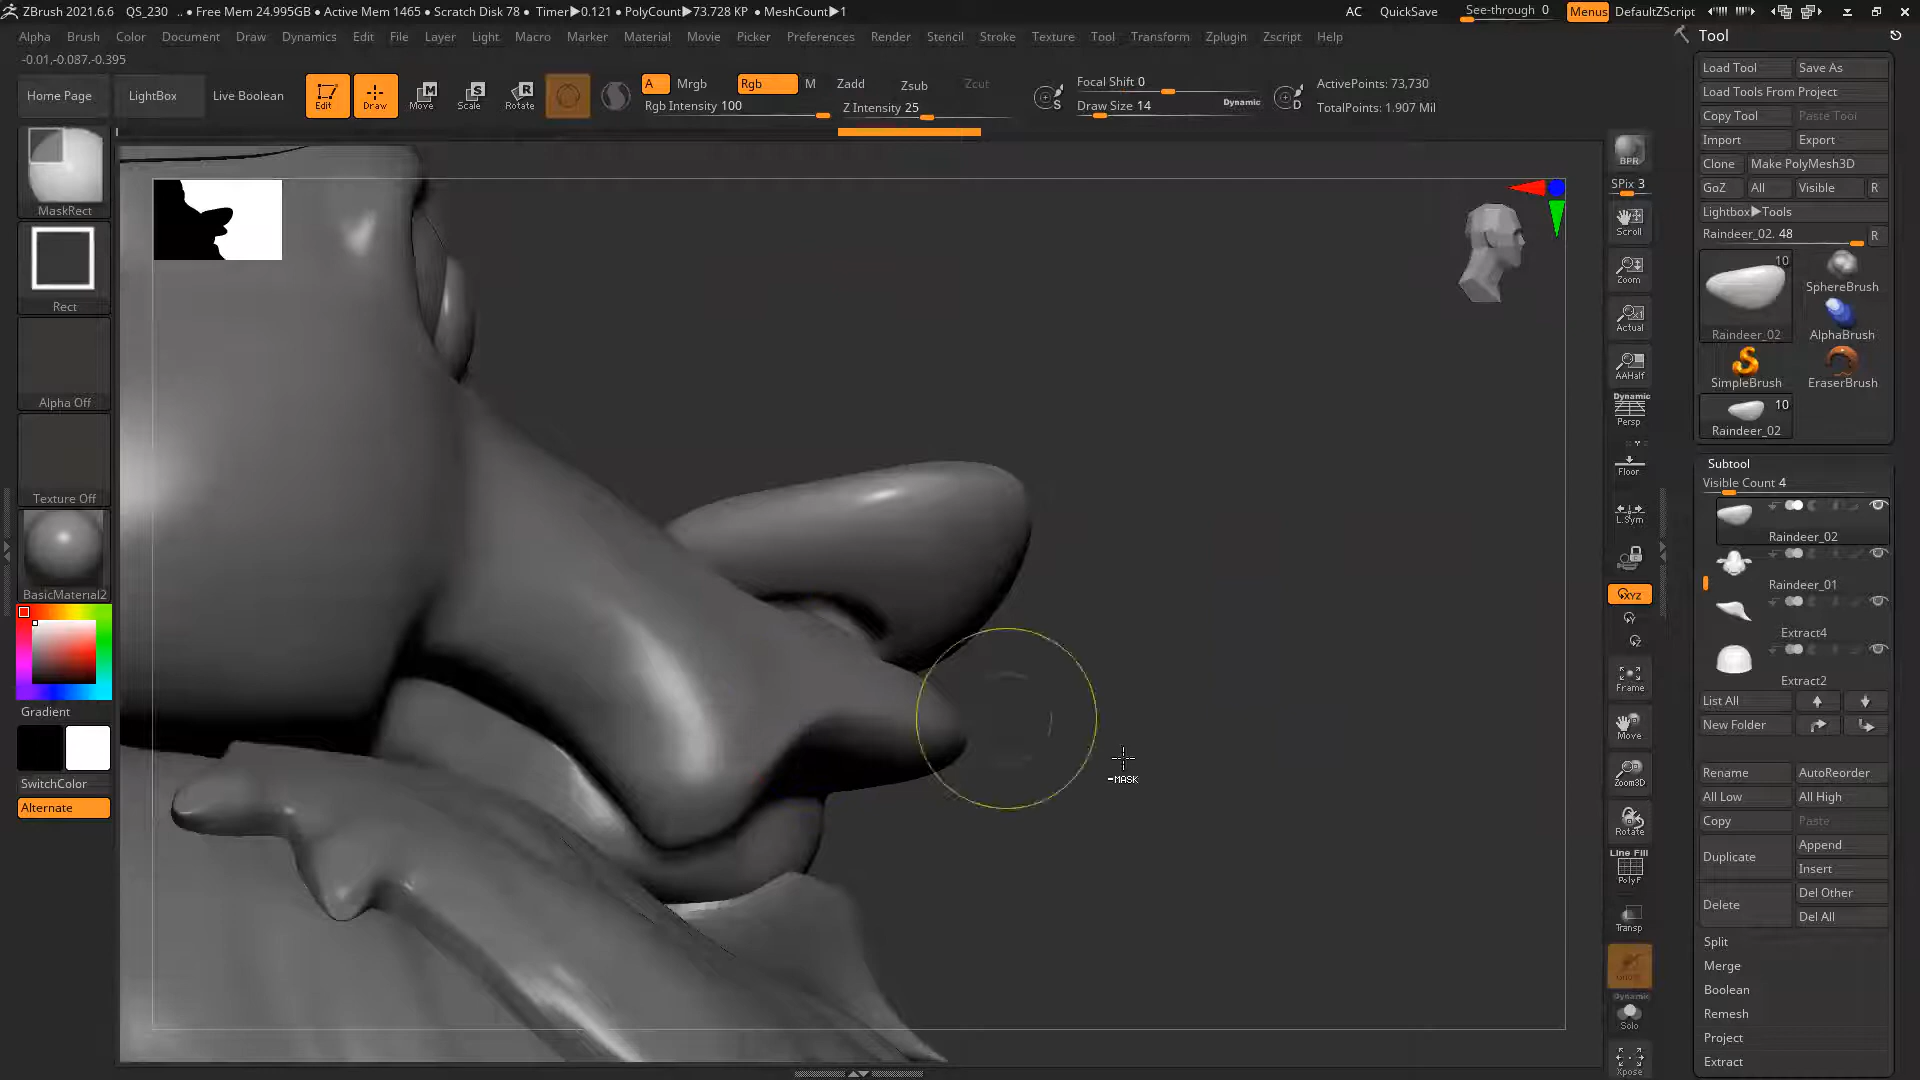 ZBrush 2021.6.6 QS_230 .. ● Free Mem 24.995GB ● Active Mem 1465 ● Scratch Disk 78 ● Timer▶0.121 ● PolyCount▶73.728 KP ● MeshCount▶1 AC QuickSave See-through 0 Menus DefaultZScript
Alpha Brush Color Document Draw Dynamics Edit File Layer Light Macro Marker Material Movie Picker Preferences Render Stencil Stroke Texture Tool Transform Zplugin Zscript Help
-0.01,-0.087,-0.395
Home Page LightBox Live Boolean Edit Draw Move Scale Rotate
A Mrgb Rgb M Zadd Zsub Zcut
Rgb Intensity 100 Z Intensity 25
S Focal Shift 0
Draw Size 14 Dynamic D
ActivePoints: 73,730
TotalPoints: 1.907 Mil
MaskRect
Rect
Alpha Off
Texture Off
BasicMaterial2
Gradient
SwitchColor
Alternate
-MASK
BPR
SPix 3
Scroll
Zoom
Actual
AAHalf
Dynamic
Persp
Floor
L.Sym
XYZ
Frame
Move
Zoom3D
Rotate
Line Fill
PolyF
Transp
Dynamic
Solo
Xpose
Tool
Load Tool Save As
Load Tools From Project
Copy Tool Paste Tool
Import Export
Clone Make PolyMesh3D
GoZ All Visible R
Lightbox▶Tools
Raindeer_02. 48 R
10
Raindeer_02
SphereBrush
AlphaBrush
SimpleBrush
EraserBrush
10
Raindeer_02
Subtool
Visible Count 4
Raindeer_02
Raindeer_01
Extract4
Extract2
List All
New Folder
Rename AutoReorder
All Low All High
Copy Paste
Duplicate Append
Insert
Delete Del Other
Del All
Split
Merge
Boolean
Remesh
Project
Extract